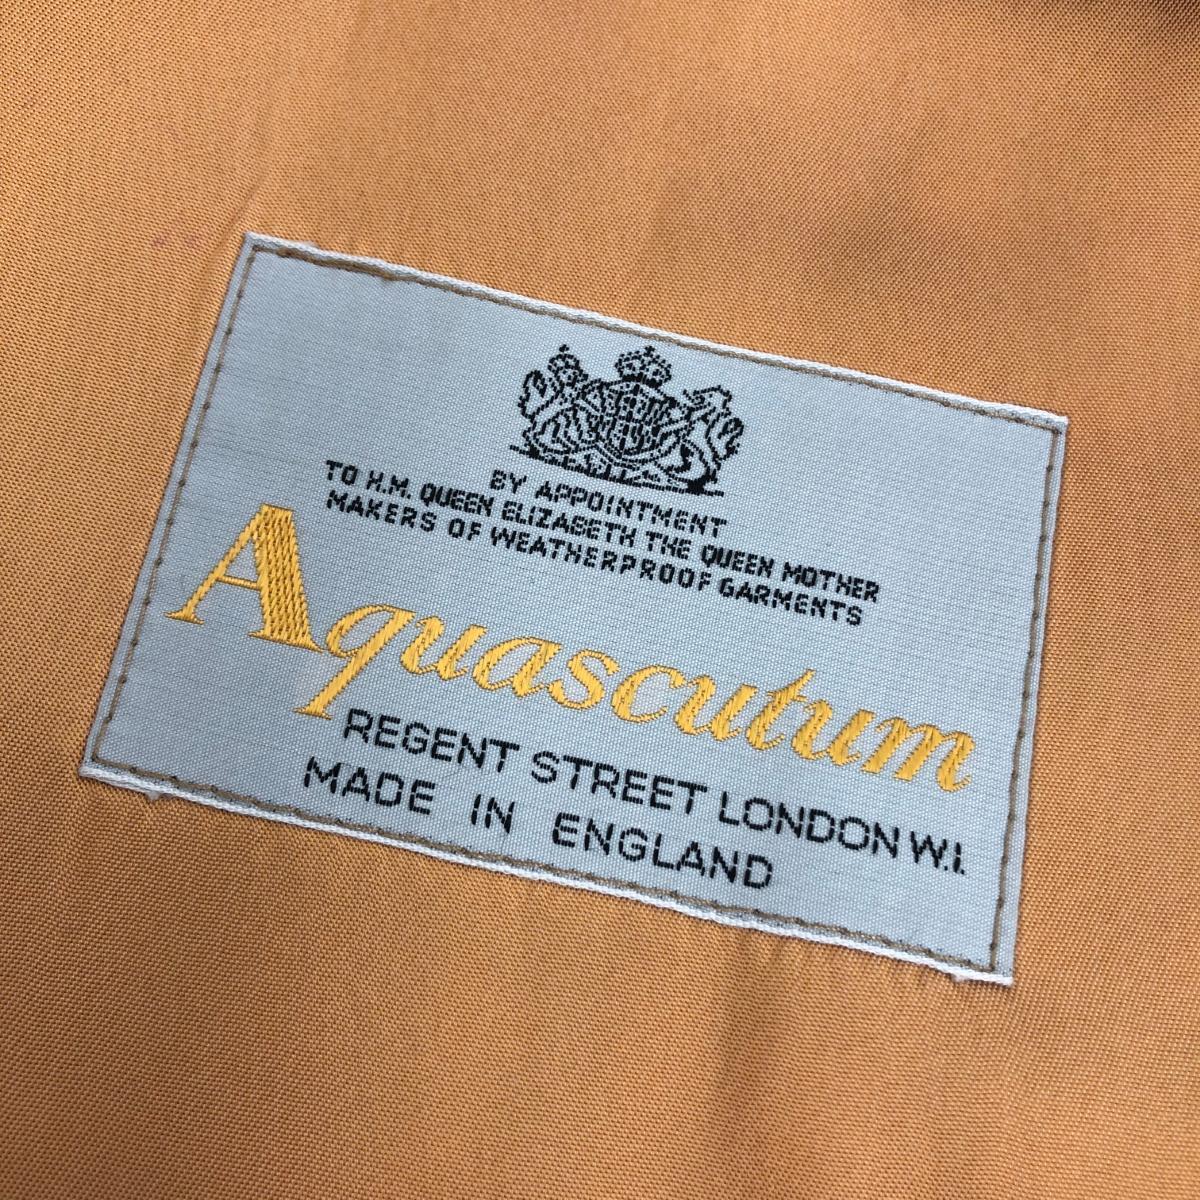 BY APPOINTMENT
TO H.M. QUEEN ELIZABETH THE QUEEN MOTHER
MAKERS OF WEATHERPROOF GARMENTS
Aquascutum
REGENT STREET LONDON W.I.
MADE IN ENGLAND